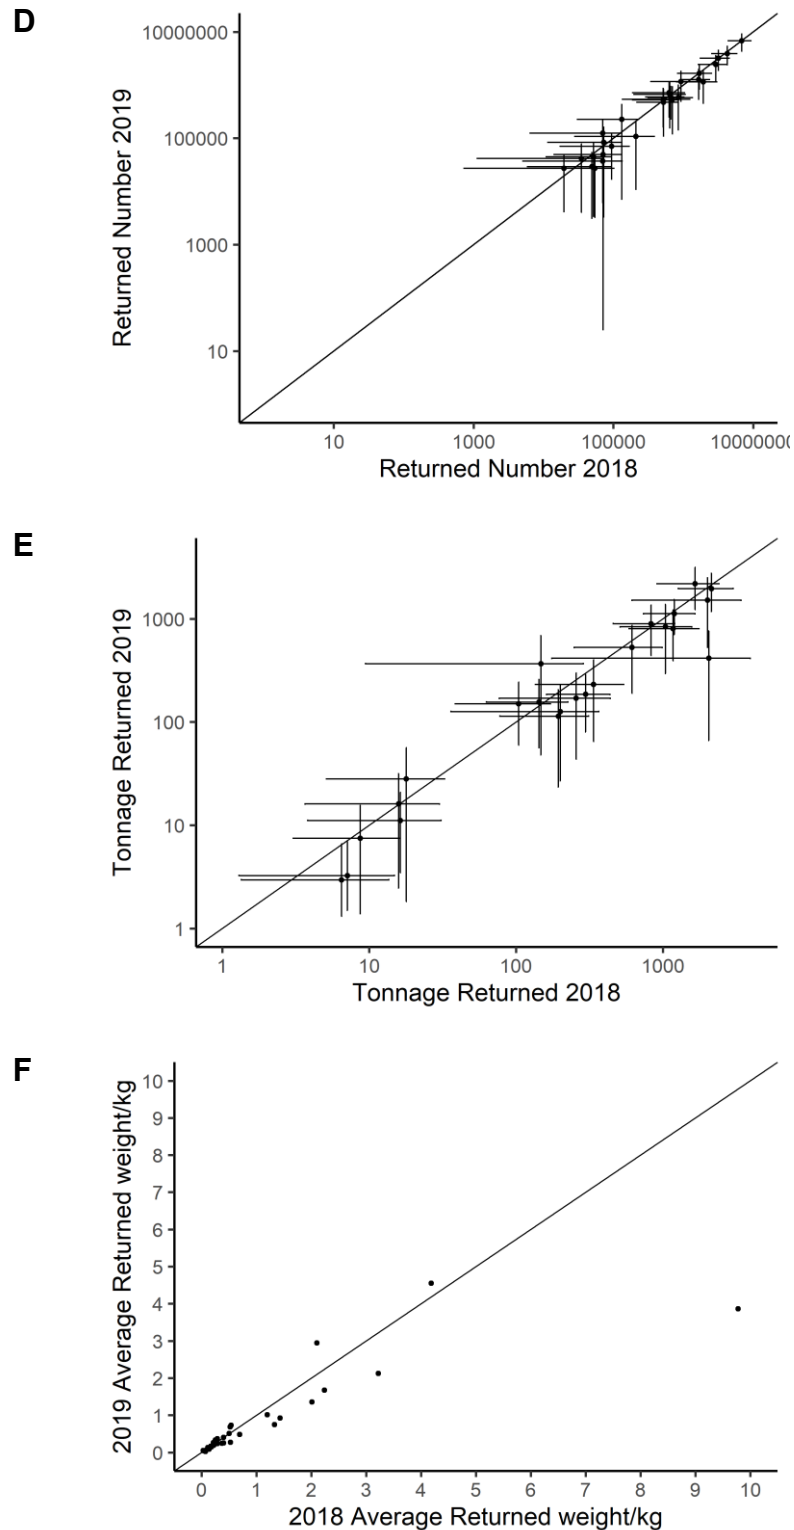 D
10000000
100000
1000
10
Returned Number 2019
10 1000 100000 10000000
Returned Number 2018
E
1000
100
10
1
Tonnage Returned 2019
1 10 100 1000
Tonnage Returned 2018
F
10
9
8
7
6
5
4
3
2
1
0
2019 Average Returned weight/kg
0 1 2 3 4 5 6 7 8 9 10
2018 Average Returned weight/kg